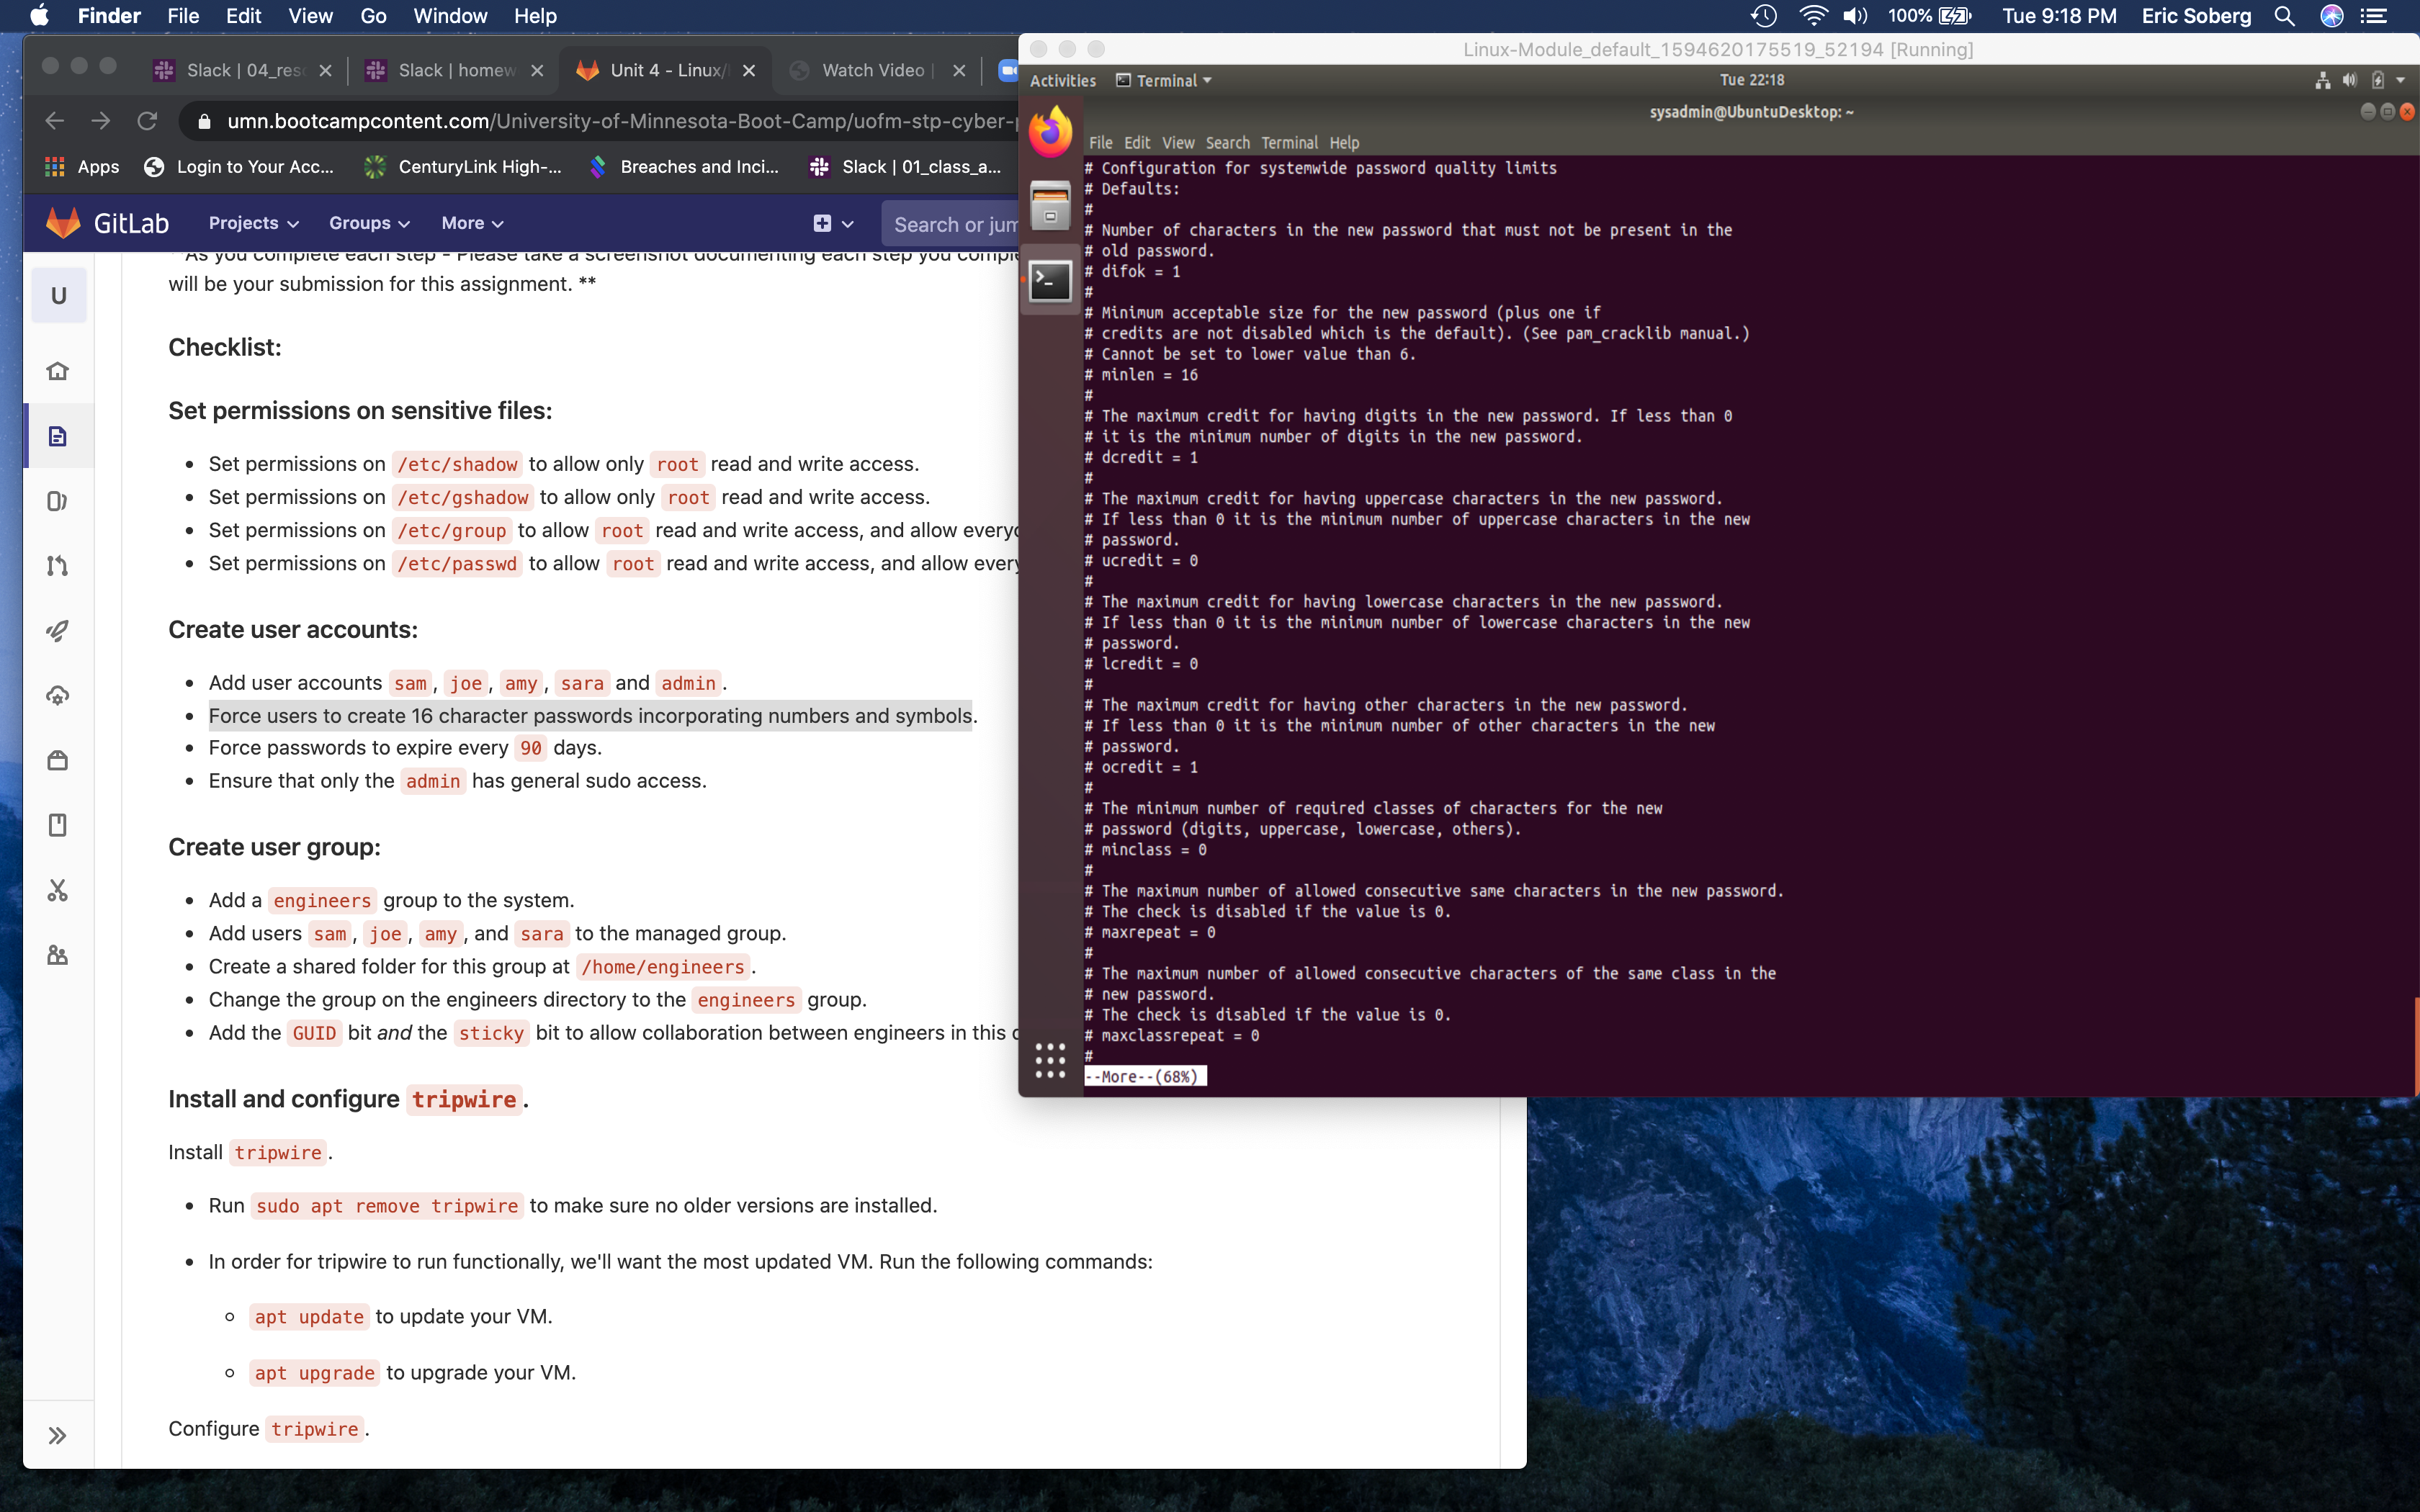 Finder File Edit View Go Window Help 100% Tue 9:18 PM Eric Soberg
Slack | 04_res Slack | homew Unit 4 - Linux/ Watch Video |
umn.bootcampcontent.com/University-of-Minnesota-Boot-Camp/uofm-stp-cyber-
Apps Login to Your Acc... CenturyLink High-... Breaches and Inci... Slack | 01_class_a...
GitLab Projects Groups More Search or jum
U
As you complete each step - Please take a screenshot documenting each step you comple
will be your submission for this assignment. **
Checklist:
Set permissions on sensitive files:
• Set permissions on /etc/shadow to allow only root read and write access.
• Set permissions on /etc/gshadow to allow only root read and write access.
• Set permissions on /etc/group to allow root read and write access, and allow everyo
• Set permissions on /etc/passwd to allow root read and write access, and allow every
Create user accounts:
• Add user accounts sam, joe, amy, sara and admin.
• Force users to create 16 character passwords incorporating numbers and symbols.
• Force passwords to expire every 90 days.
• Ensure that only the admin has general sudo access.
Create user group:
• Add a engineers group to the system.
• Add users sam, joe, amy, and sara to the managed group.
• Create a shared folder for this group at /home/engineers.
• Change the group on the engineers directory to the engineers group.
• Add the GUID bit and the sticky bit to allow collaboration between engineers in this
Install and configure tripwire.
Install tripwire.
• Run sudo apt remove tripwire to make sure no older versions are installed.
• In order for tripwire to run functionally, we'll want the most updated VM. Run the following commands:
apt update to update your VM.
apt upgrade to upgrade your VM.
Configure tripwire.
Linux-Module_default_1594620175519_52194 [Running]
Activities Terminal Tue 22:18
sysadmin@UbuntuDesktop: ~
File Edit View Search Terminal Help
# Configuration for systemwide password quality limits
# Defaults:
#
# Number of characters in the new password that must not be present in the
# old password.
# difok = 1
#
# Minimum acceptable size for the new password (plus one if
# credits are not disabled which is the default). (See pam_cracklib manual.)
# Cannot be set to lower value than 6.
# minlen = 16
#
# The maximum credit for having digits in the new password. If less than 0
# it is the minimum number of digits in the new password.
# dcredit = 1
#
# The maximum credit for having uppercase characters in the new password.
# If less than 0 it is the minimum number of uppercase characters in the new
# password.
# ucredit = 0
#
# The maximum credit for having lowercase characters in the new password.
# If less than 0 it is the minimum number of lowercase characters in the new
# password.
# lcredit = 0
#
# The maximum credit for having other characters in the new password.
# If less than 0 it is the minimum number of other characters in the new
# password.
# ocredit = 1
#
# The minimum number of required classes of characters for the new
# password (digits, uppercase, lowercase, others).
# minclass = 0
#
# The maximum number of allowed consecutive same characters in the new password.
# The check is disabled if the value is 0.
# maxrepeat = 0
#
# The maximum number of allowed consecutive characters of the same class in the
# new password.
# The check is disabled if the value is 0.
# maxclassrepeat = 0
#
--More--(68%)